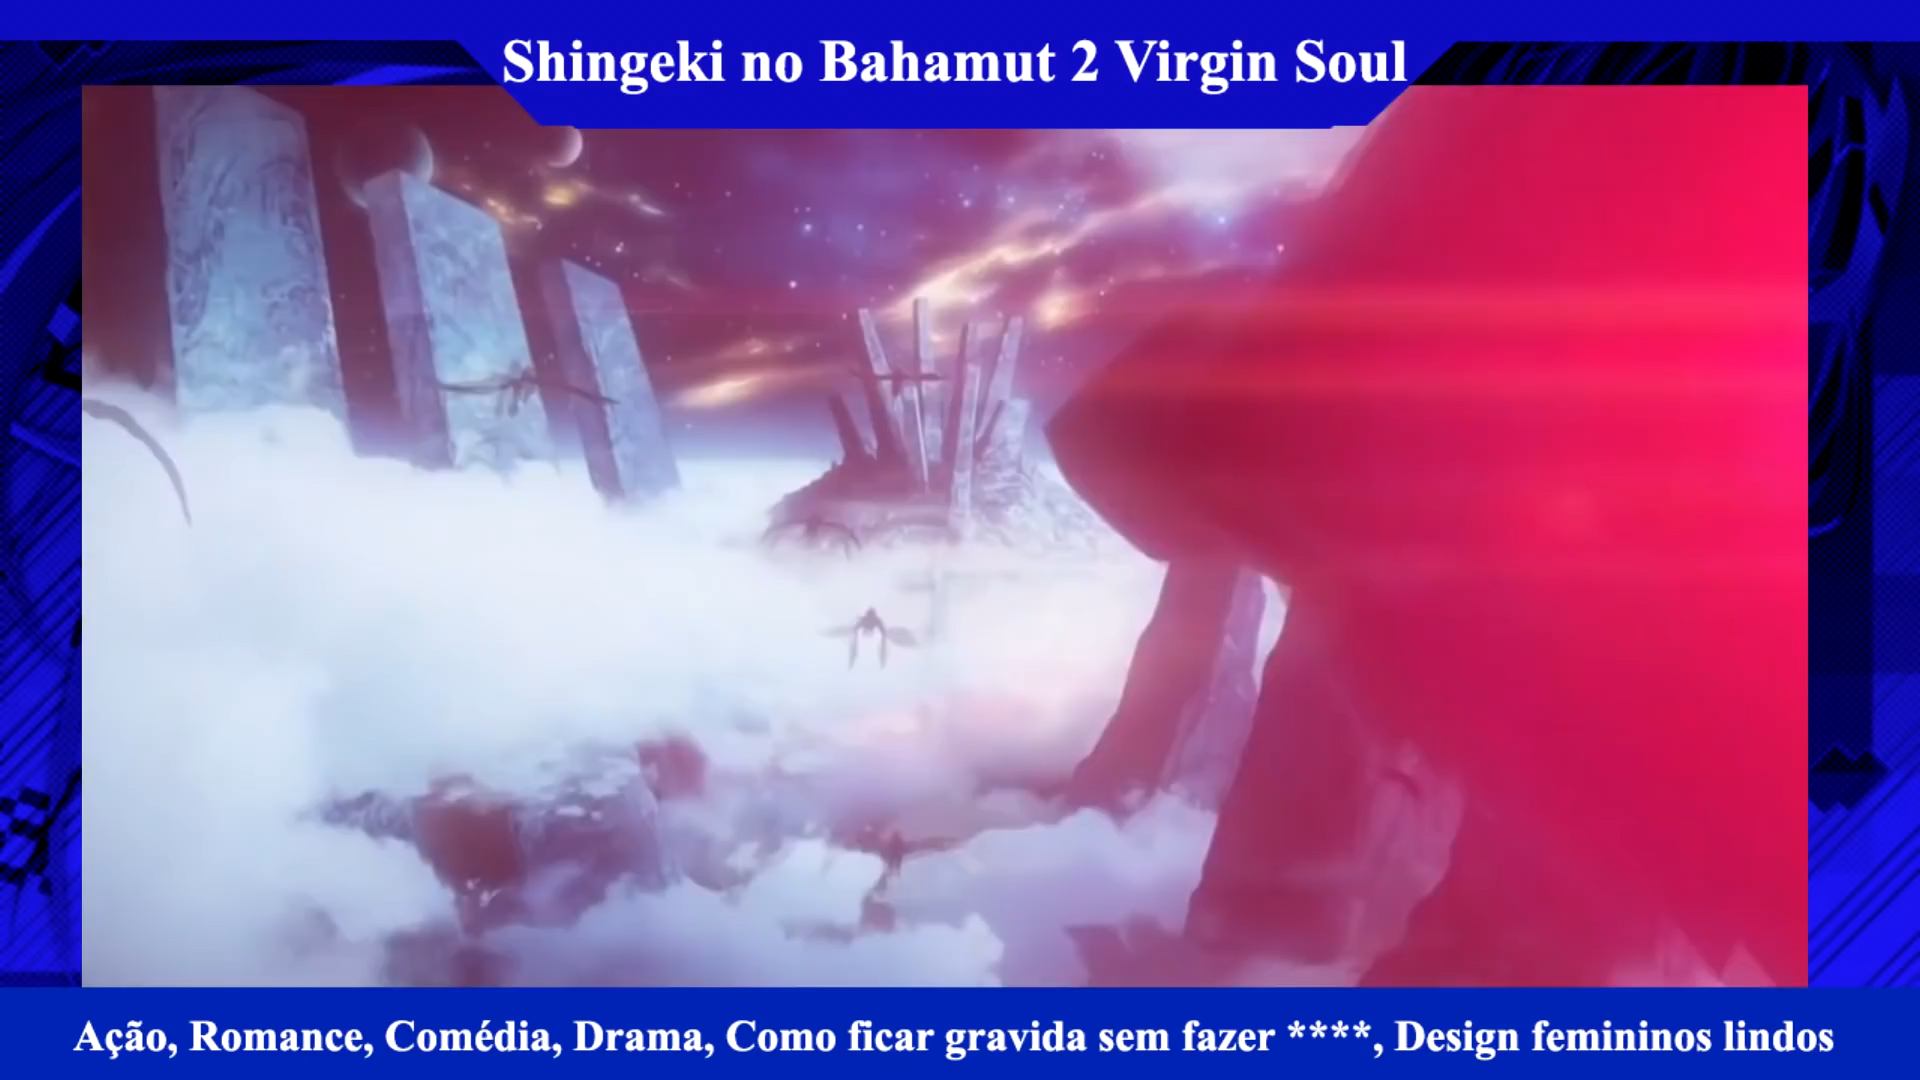 Shingeki no Bahamut 2 Virgin Soul
Ação, Romance, Comédia, Drama, Como ficar gravida sem fazer ****, Design femininos lindos